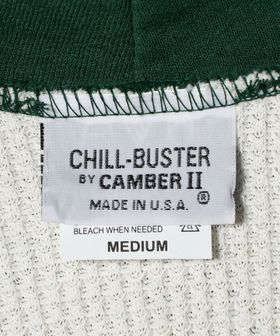 CHILL-BUSTER
BY CAMBER II
MADE IN U.S.A. ®
BLEACH WHEN NEEDED
MEDIUM